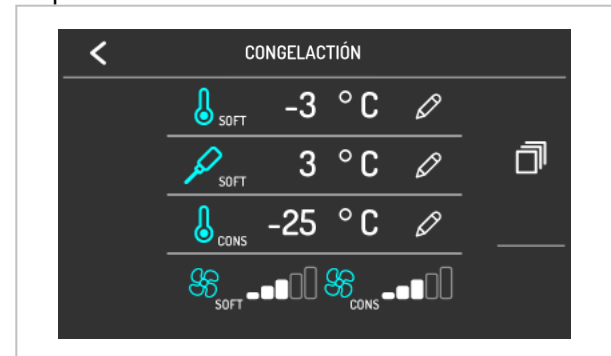 CONGELACTIÓN
SOFT -3 °C
SOFT 3 °C
CONS -25 °C
SOFT CONS